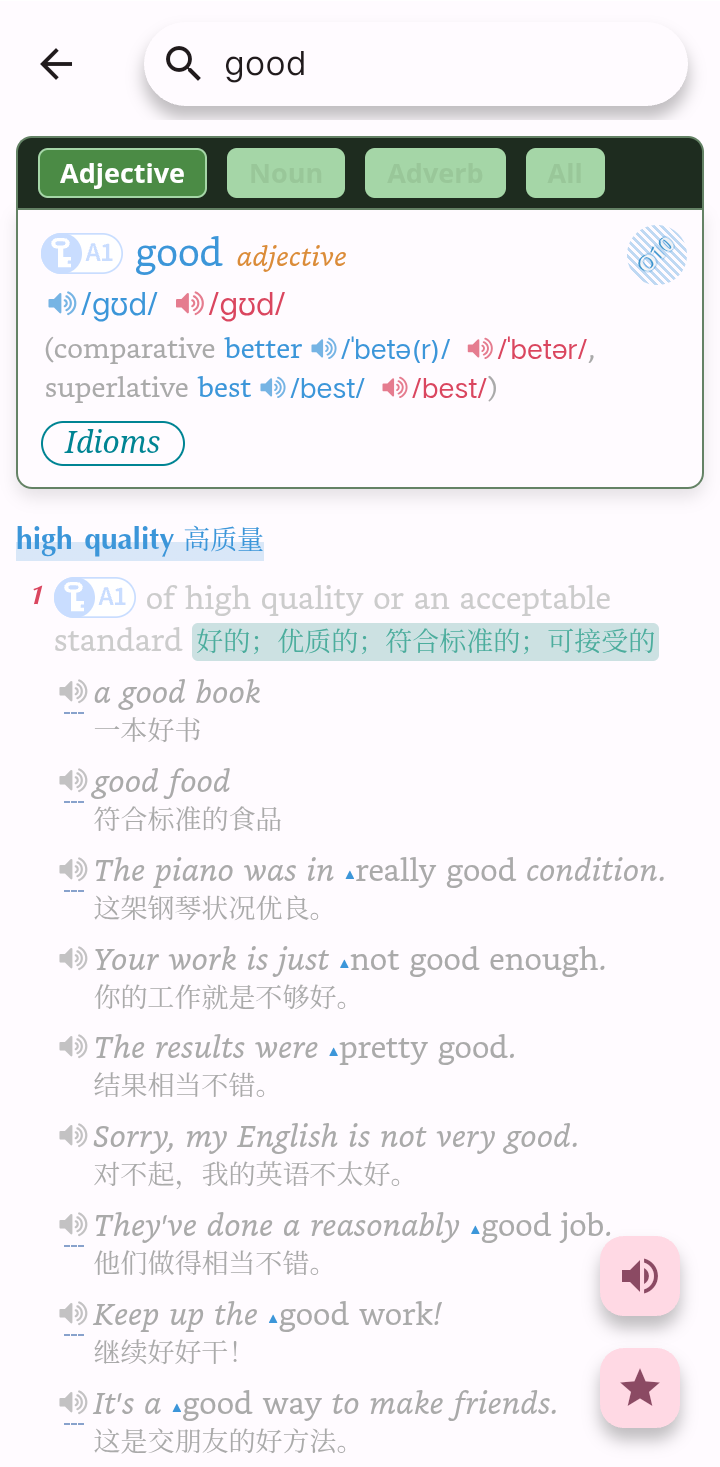 good
Adjective Noun Adverb All
A1 good adjective O10
/ɡʊd/ /ɡʊd/
(comparative better /ˈbetə(r)/ /ˈbetər/,
superlative best /best/ /best/)
Idioms
high quality 高质量
1 A1 of high quality or an acceptable
standard 好的；优质的；符合标准的；可接受的
a good book
一本好书
good food
符合标准的食品
The piano was in ▲really good condition.
这架钢琴状况优良。
Your work is just ▲not good enough.
你的工作就是不够好。
The results were ▲pretty good.
结果相当不错。
Sorry, my English is not very good.
对不起，我的英语不太好。
They've done a reasonably ▲good job.
他们做得相当不错。
Keep up the ▲good work!
继续好好干！
It's a ▲good way to make friends.
这是交朋友的好方法。